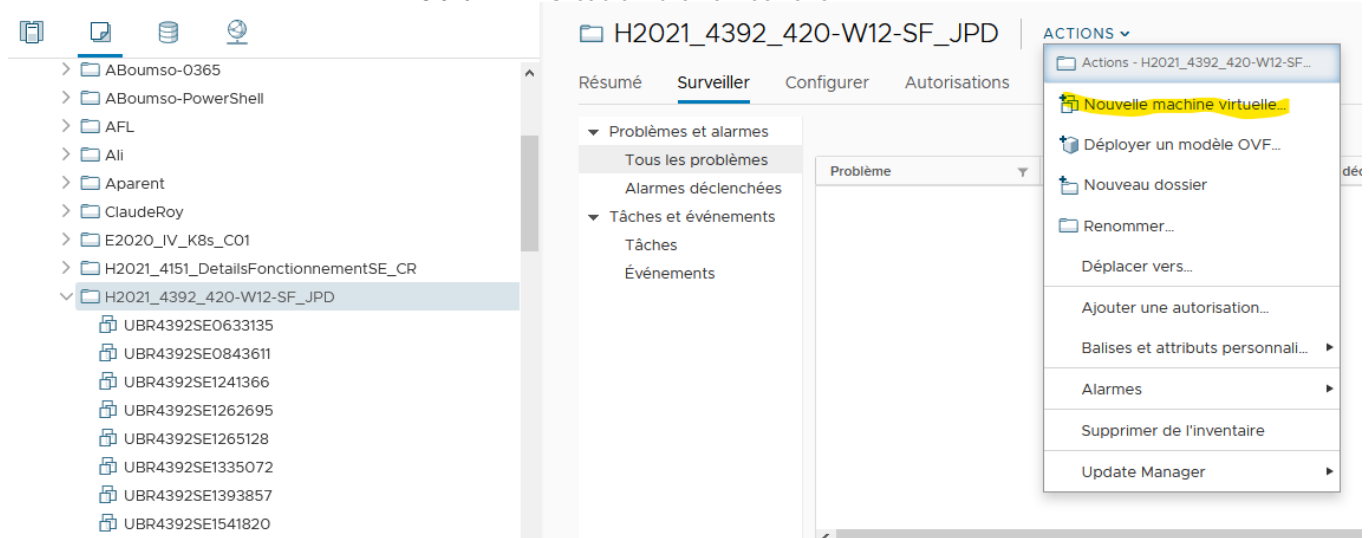 H2021_4392_420-W12-SF_JPD
ACTIONS
Résumé Surveiller Configurer Autorisations
ABoumso-0365
ABoumso-PowerShell
AFL
Ali
Aparent
ClaudeRoy
E2020_IV_K8s_C01
H2021_4151_DetailsFonctionnementSE_CR
H2021_4392_420-W12-SF_JPD
UBR4392SE0633135
UBR4392SE0843611
UBR4392SE1241366
UBR4392SE1262695
UBR4392SE1265128
UBR4392SE1335072
UBR4392SE1393857
UBR4392SE1541820
Problèmes et alarmes
Tous les problèmes
Alarmes déclenchées
Tâches et événements
Tâches
Événements
Problème
Actions - H2021_4392_420-W12-SF...
Nouvelle machine virtuelle...
Déployer un modèle OVF...
Nouveau dossier
Renommer...
Déplacer vers...
Ajouter une autorisation...
Balises et attributs personnali...
Alarmes
Supprimer de l'inventaire
Update Manager